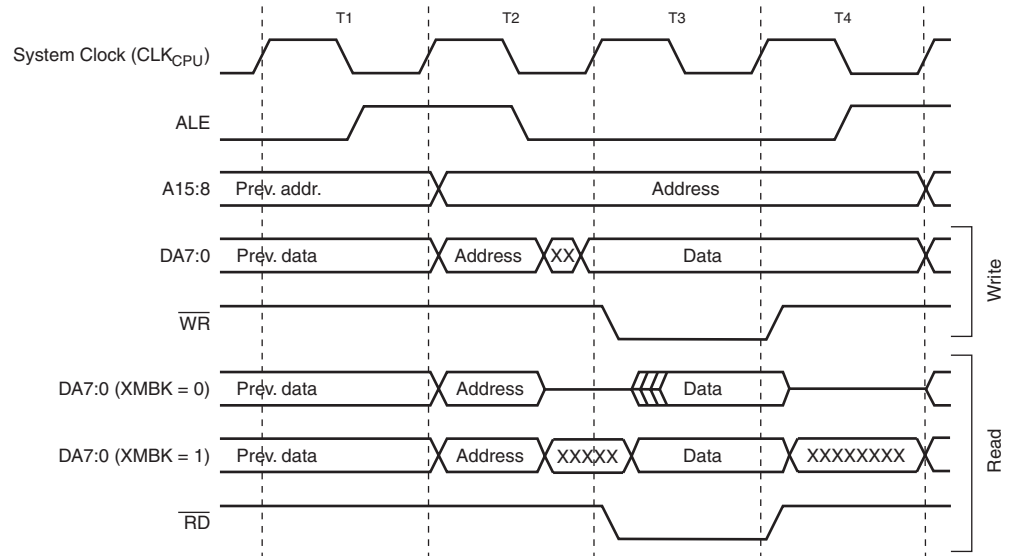 T1 T2 T3 T4
System Clock (CLKCPU)
ALE
A15:8 Prev. addr. Address
DA7:0 Prev. data Address XX Data
WR
Write
DA7:0 (XMBK = 0) Prev. data Address Data
DA7:0 (XMBK = 1) Prev. data Address XXXXX Data XXXXXXXX
RD
Read